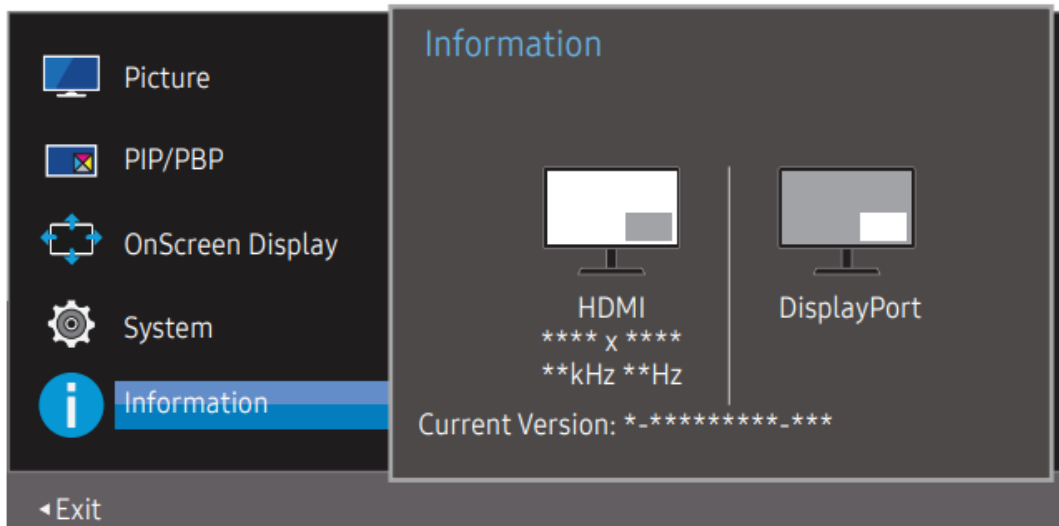 Picture
PIP/PBP
OnScreen Display
System
Information
Information
HDMI
**** x ****
**kHz **Hz
DisplayPort
Current Version: *-*********-***
◂Exit